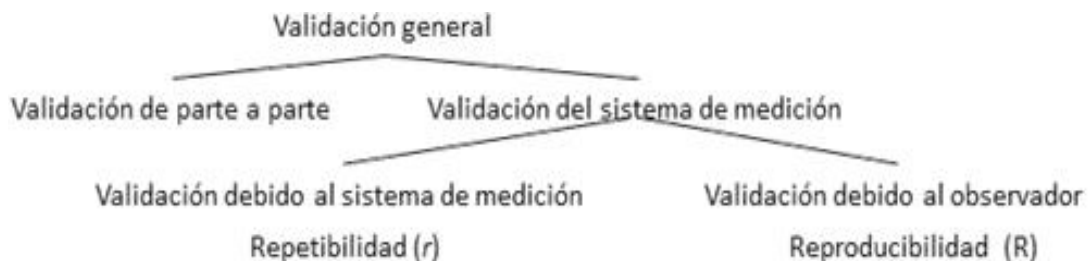 Validación general
Validación de parte a parte
Validación del sistema de medición
Validación debido al sistema de medición
Repetibilidad (r)
Validación debido al observador
Reproducibilidad (R)